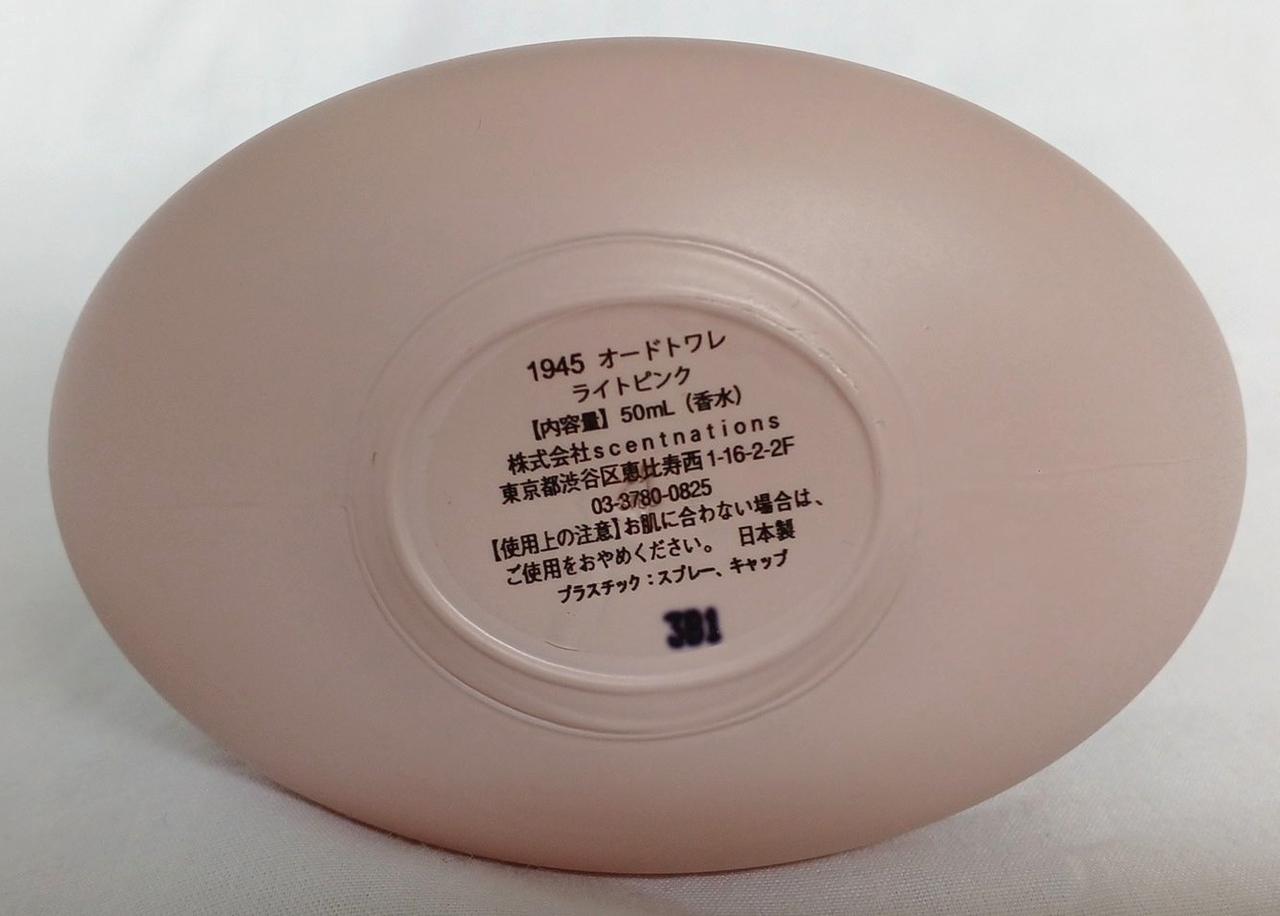 1945 オードトワレ
ライトピンク
【内容量】50mL（香水）
株式会社scentnations
東京都渋谷区恵比寿西1-16-2-2F
03-3780-0825
【使用上の注意】お肌に合わない場合は、
ご使用をおやめください。 日本製
プラスチック：スプレー、キャップ